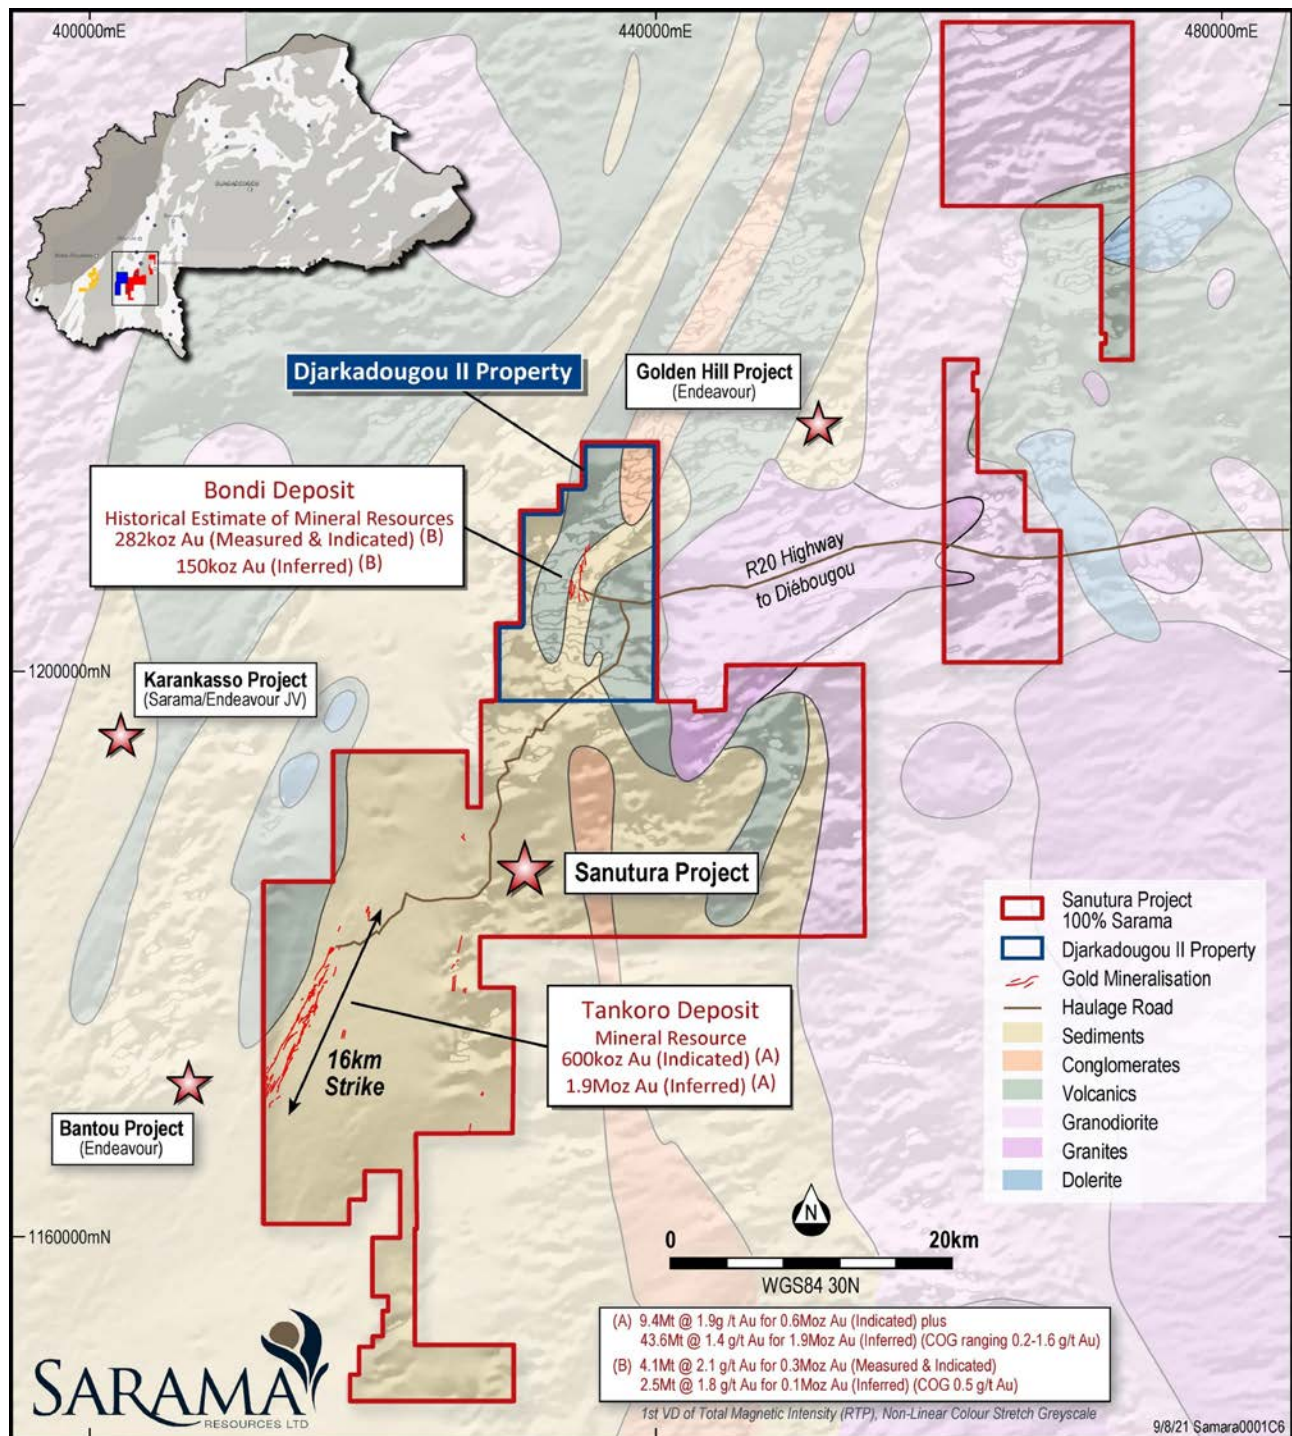 400000mE
440000mE
480000mE
Djarkadougou II Property
Golden Hill Project
(Endeavour)
Bondi Deposit
Historical Estimate of Mineral Resources
282koz Au (Measured & Indicated) (B)
150koz Au (Inferred) (B)
R20 Highway
to Diébougou
1200000mN
Karankasso Project
(Sarama/Endeavour JV)
Sanutura Project
Tankoro Deposit
Mineral Resource
600koz Au (Indicated) (A)
1.9Moz Au (Inferred) (A)
16km
Strike
Bantou Project
(Endeavour)
Sanutura Project
100% Sarama
Djarkadougou II Property
Gold Mineralisation
Haulage Road
Sediments
Conglomerates
Volcanics
Granodiorite
Granites
Dolerite
1160000mN
N
0 20km
WGS84 30N
(A) 9.4Mt @ 1.9g /t Au for 0.6Moz Au (Indicated) plus
43.6Mt @ 1.4 g/t Au for 1.9Moz Au (Inferred) (COG ranging 0.2-1.6 g/t Au)
(B) 4.1Mt @ 2.1 g/t Au for 0.3Moz Au (Measured & Indicated)
2.5Mt @ 1.8 g/t Au for 0.1Moz Au (Inferred) (COG 0.5 g/t Au)
1st VD of Total Magnetic Intensity (RTP), Non-Linear Colour Stretch Greyscale
SARAMA
RESOURCES LTD
9/8/21 Samara0001C6